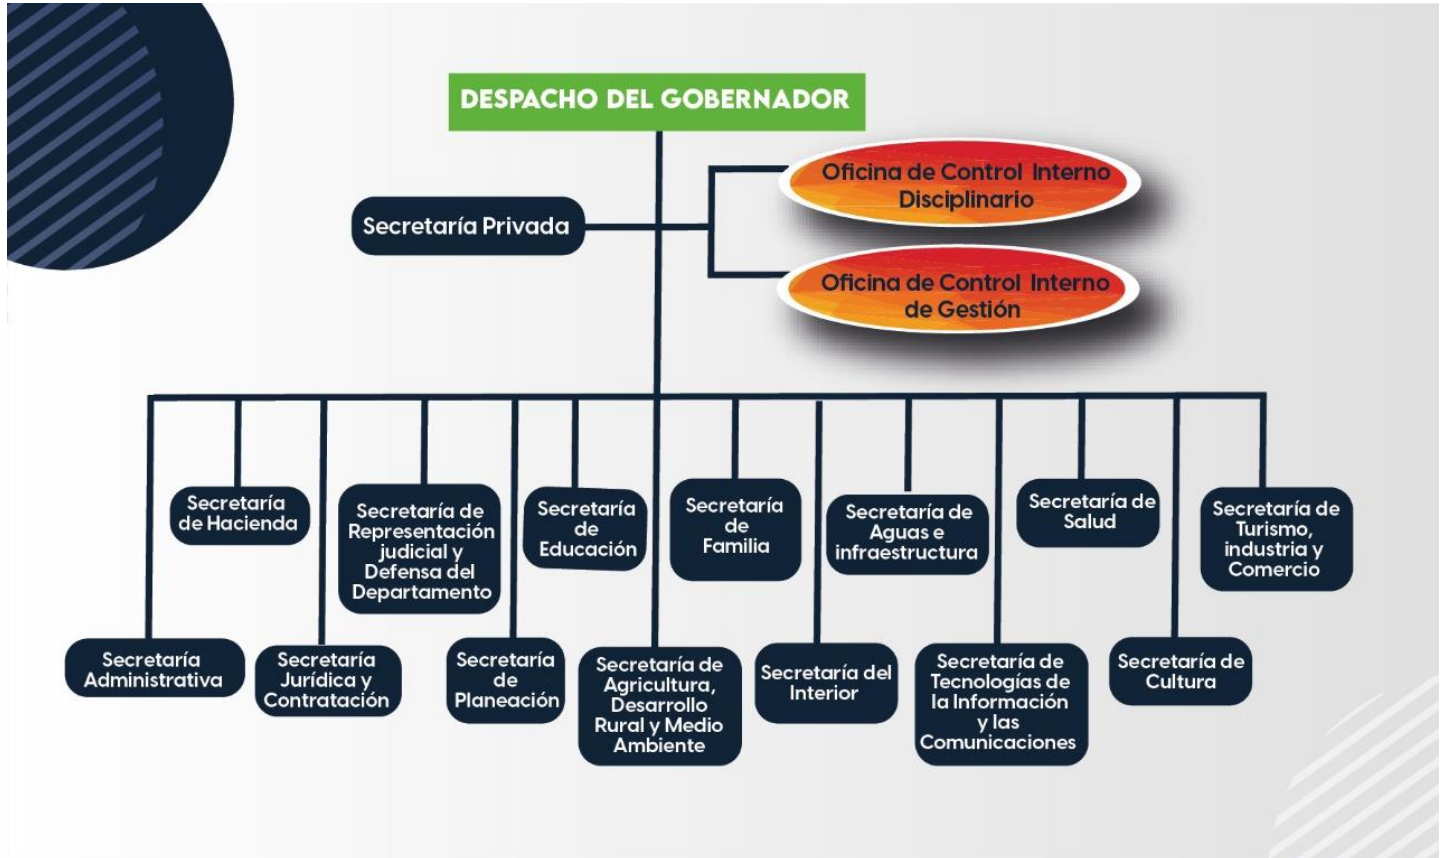 DESPACHO DEL GOBERNADOR
Oficina de Control Interno
Disciplinario
Secretaría Privada
Oficina de Control Interno
de Gestión
Secretaría
de Hacienda
Secretaría de
Representación
judicial y
Defensa del
Departamento
Secretaría
de
Educación
Secretaría
de
Familia
Secretaría de
Aguas e
infraestructura
Secretaría de
Salud
Secretaría de
Turismo,
industria y
Comercio
Secretaría
Administrativa
Secretaría
Jurídica y
Contratación
Secretaría
de
Planeación
Secretaría de
Agricultura,
Desarrollo
Rural y Medio
Ambiente
Secretaría del
Interior
Secretaría de
Tecnologías de
la Información
y las
Comunicaciones
Secretaría de
Cultura